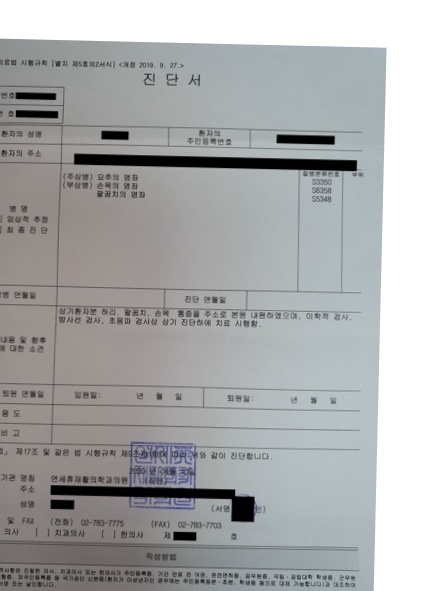 의료법 시행규칙 [별지 제5호의2서식] <개정 2019. 9. 27.>
진 단 서
번호
번 호
환자의 성명
환자의
주민등록번호
환자의 주소
병 명
] 임상적 추정
] 최 종 진 단
(주상병) 요추의 염좌
(부상병) 손목의 염좌
팔꿈치의 염좌
질병분류번호
S3350
S6358
S5348
병 연월일
진단 연월일
내용 및 향후
에 대한 소견
상기환자분 허리, 팔꿈치, 손목 통증을 주소로 본원 내원하였으며, 이학적 검사,
방사선 검사, 초음파 검사상 상기 진단하에 치료 시행함.
퇴원 연월일
입원일: 년 월 일
퇴원일: 년 월 일
용 도
비 고
」 제17조 및 같은 법 시행규칙 제9조제1항에 따라 위와 같이 진단합니다.
기관 명칭 연세휴재활의학과의원
주소
성명
(서명 인)
및 FAX (전화) 02-783-7775 (FAX) 02-783-7703
의사 [ ] 치과의사 [ ] 한의사 제 호
작성방법